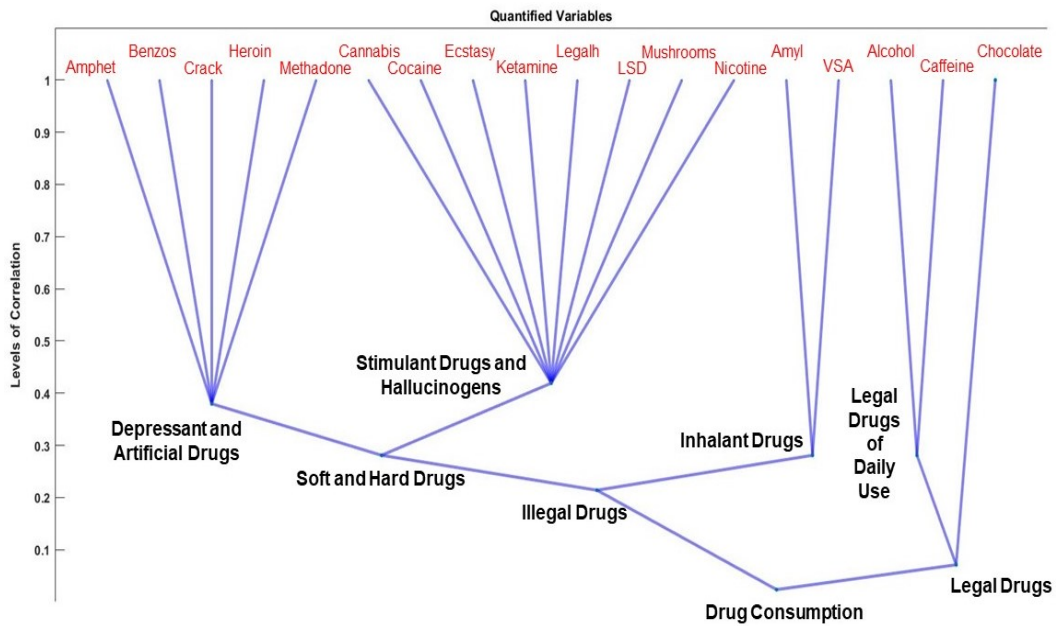 Quantified Variables
Benzos Heroin Cannabis Ecstasy Legalh Mushrooms Amyl Alcohol Chocolate
Amphet Crack Methadone Cocaine Ketamine LSD Nicotine VSA Caffeine
1
0.9
0.8
0.7
0.6
0.5
0.4
0.3
0.2
0.1
Levels of Correlation
Stimulant Drugs and
Hallucinogens
Depressant and
Artificial Drugs
Soft and Hard Drugs
Inhalant Drugs
Legal
Drugs
of
Daily
Use
Illegal Drugs
Legal Drugs
Drug Consumption